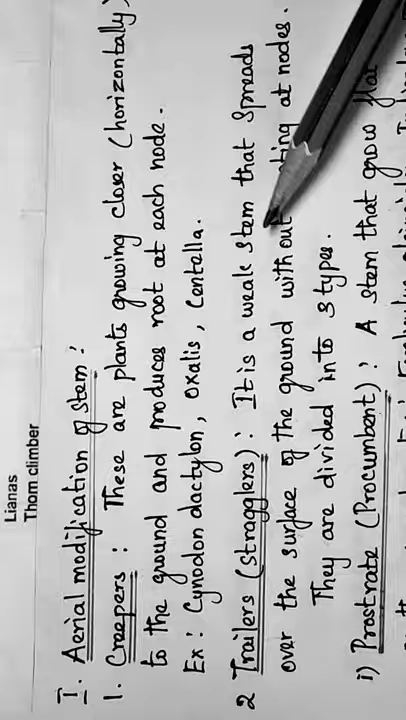 Lianas
Thorn climber
I. Aerial modification of stem:
1. Creepers: These are plants growing closer (horizontally)
to the ground and produces root at each node.
Ex: Cynodon dactylon, oxalis, Centella.
2 Trailers (Stragglers): It is a weak stem that spreads
over the surface of the ground without at nodes.
They are divided into 3 types.
i) Prostrate (Procumbent): A stem that grow flat